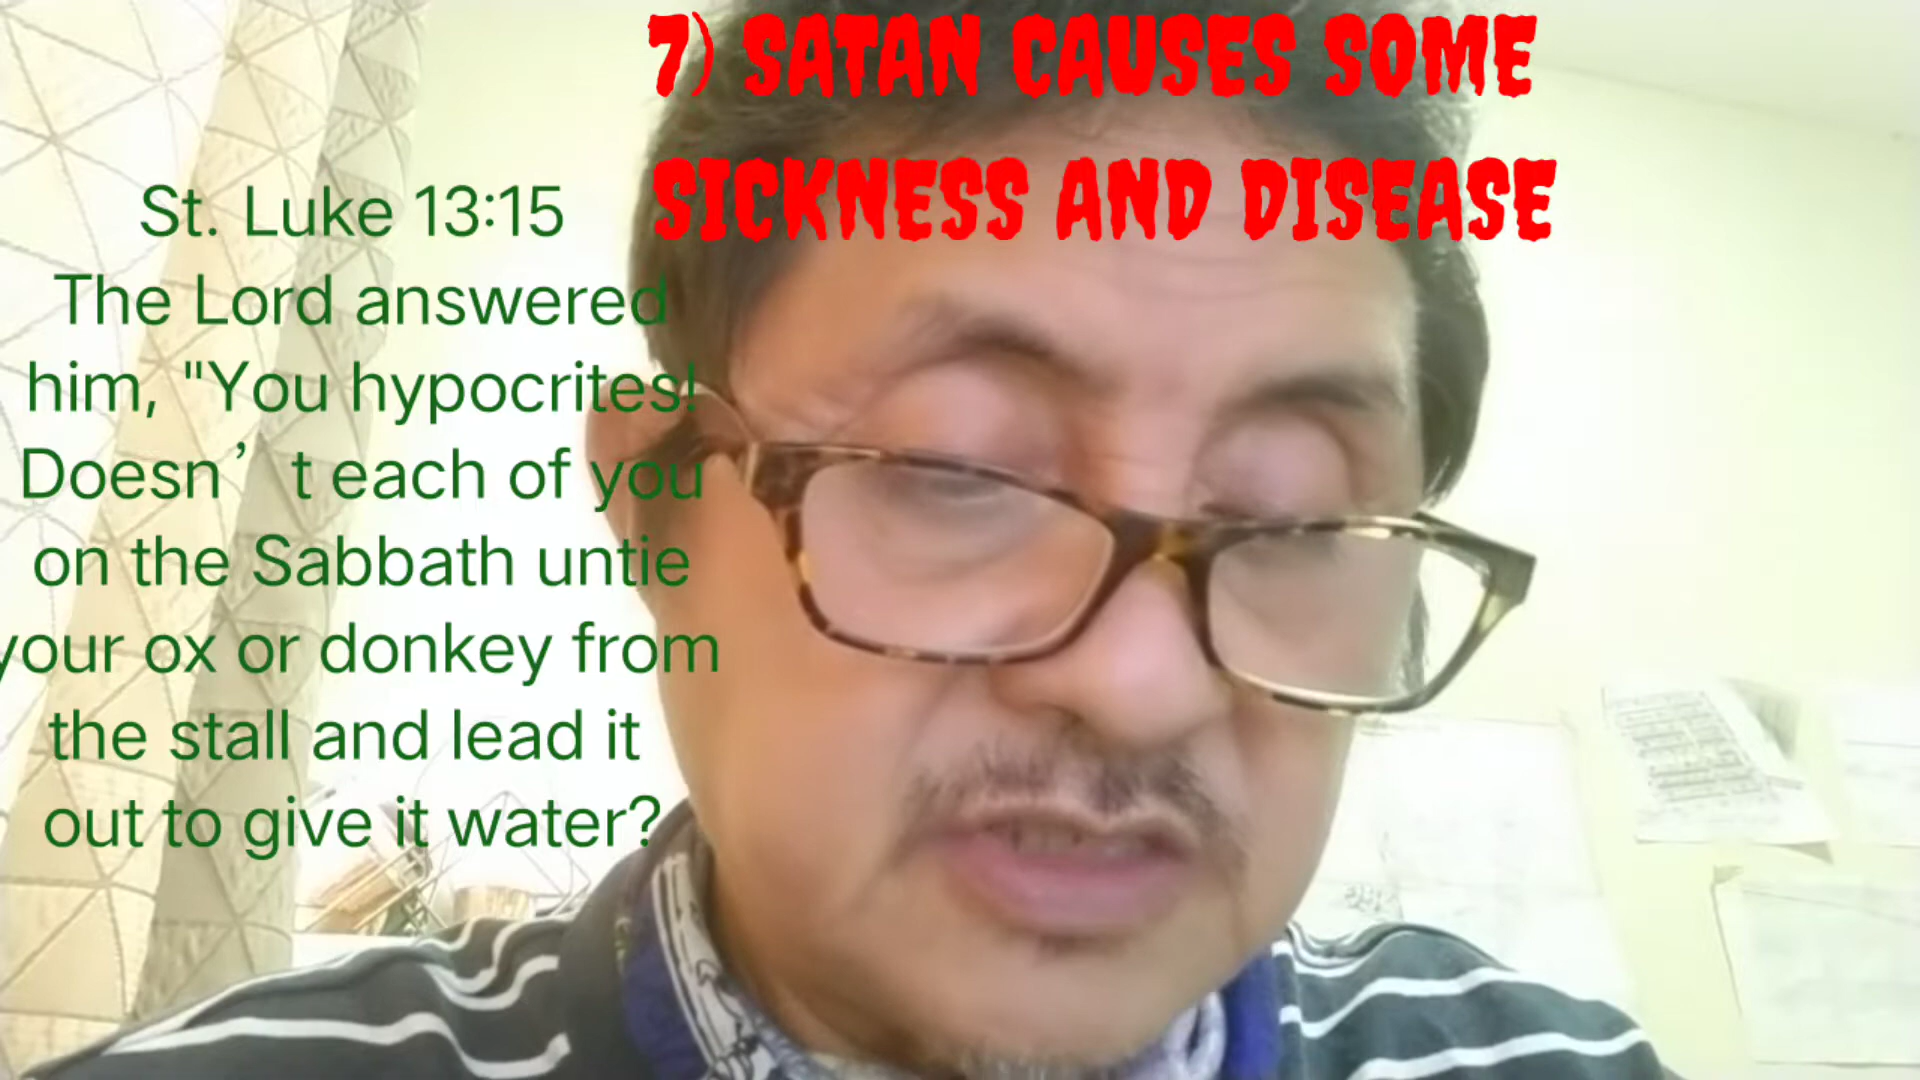 7) SATAN CAUSES SOME
SICKNESS AND DISEASE
St. Luke 13:15
The Lord answered
him, "You hypocrites!
Doesn’t each of you
on the Sabbath untie
your ox or donkey from
the stall and lead it
out to give it water?